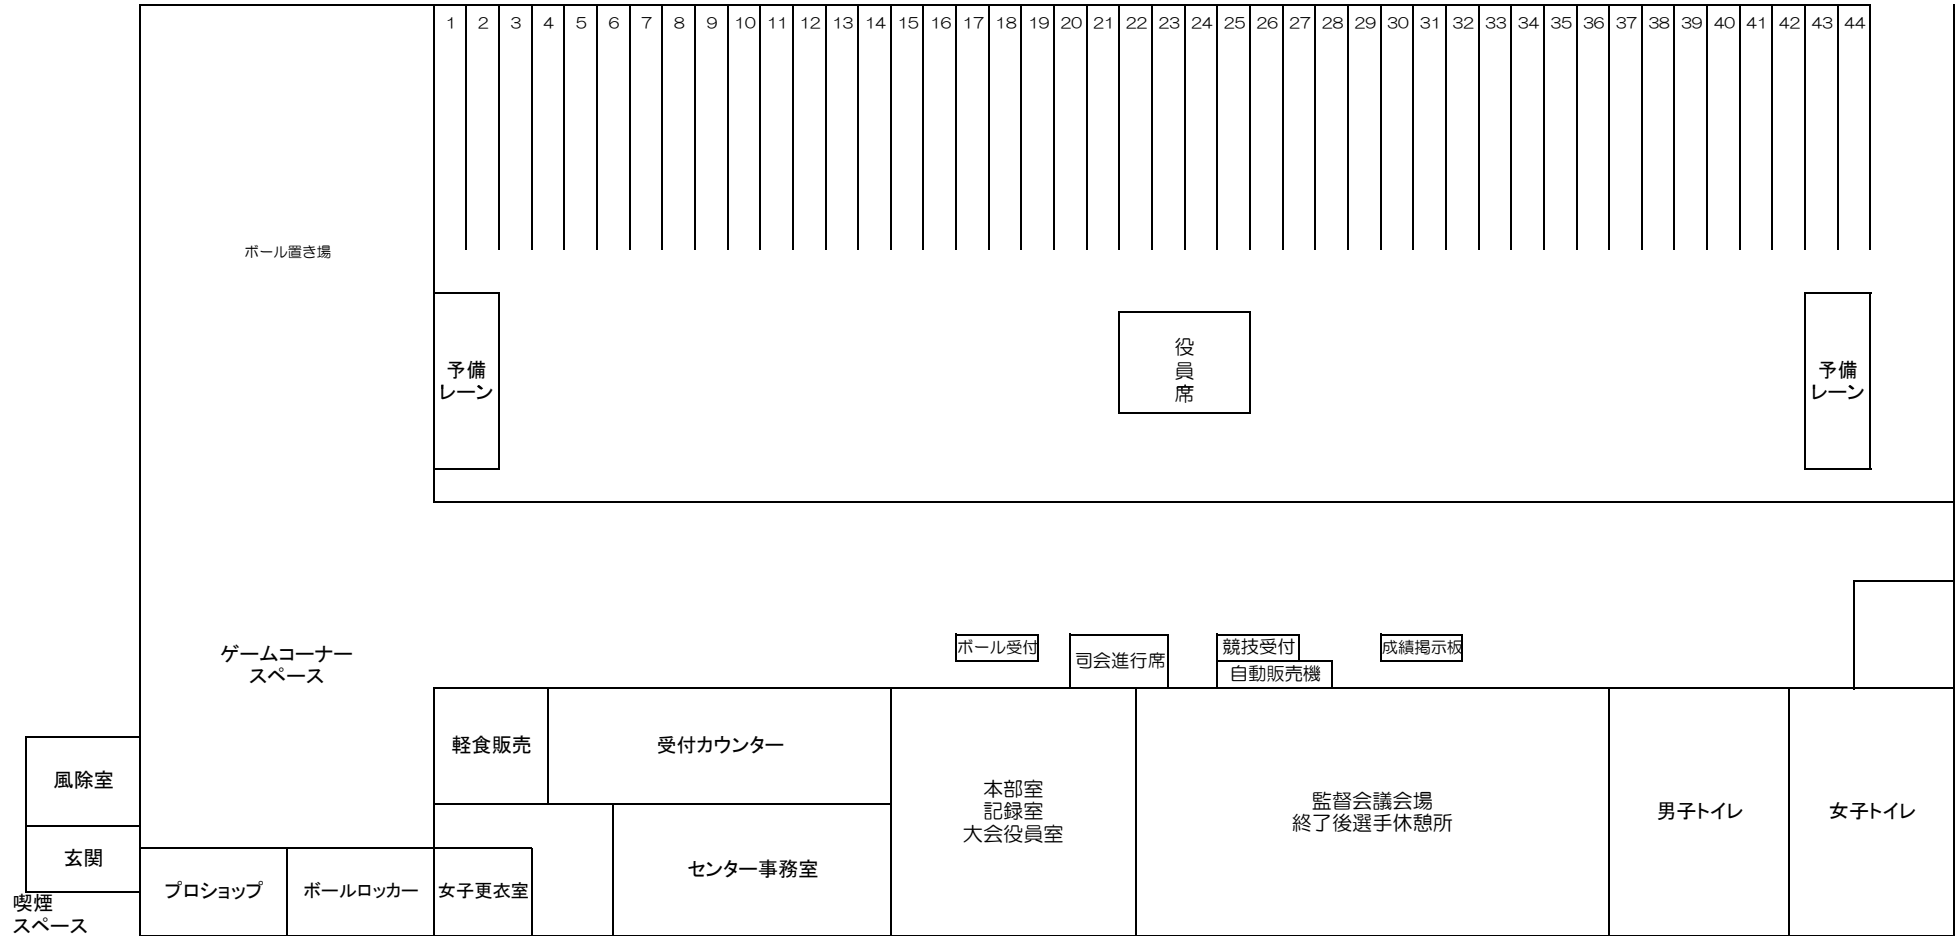 1 2 3 4 5 6 7 8 9 10 11 12 13 14 15 16 17 18 19 20 21 22 23 24 25 26 27 28 29 30 31 32 33 34 35 36 37 38 39 40 41 42 43 44
ボール置き場
予備
レーン
役
員
席
予備
レーン
ゲームコーナー
スペース
ボール受付
司会進行席
競技受付
自動販売機
成績掲示板
軽食販売
受付カウンター
本部室
記録室
大会役員室
監督会議会場
終了後選手休憩所
男子トイレ
女子トイレ
風除室
玄関
喫煙
スペース
プロショップ
ボールロッカー
女子更衣室
センター事務室